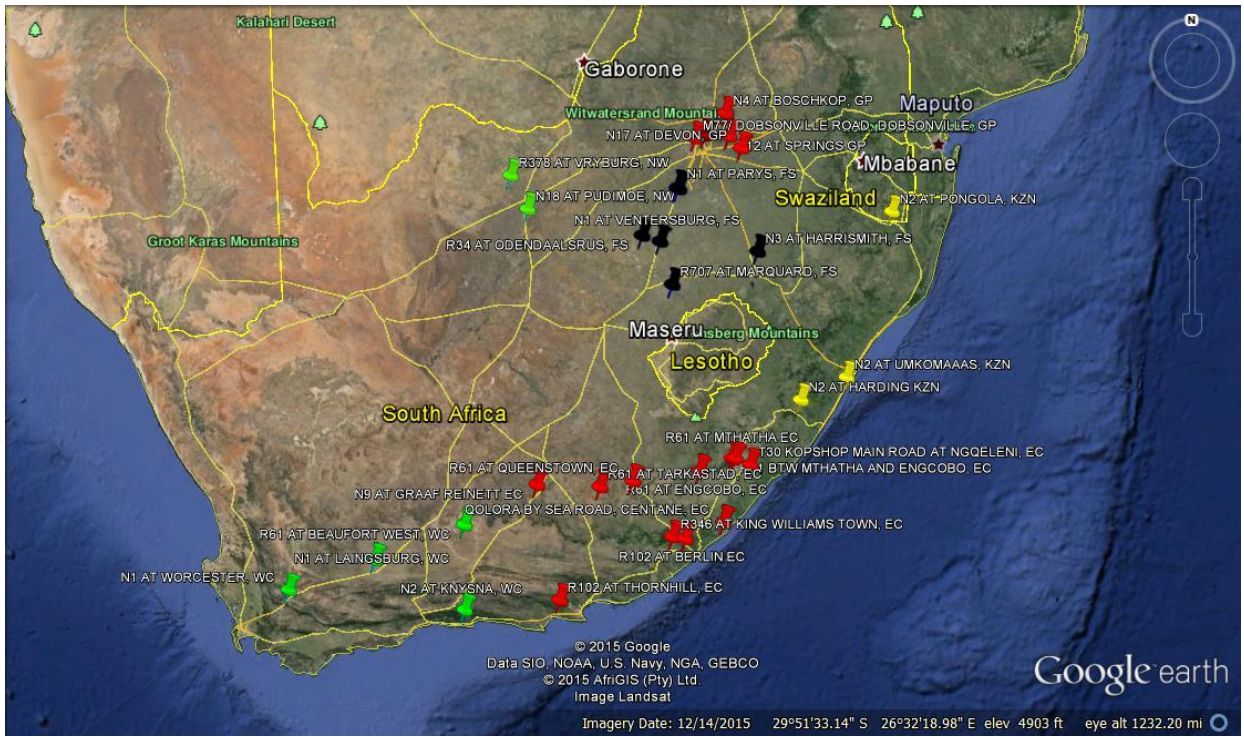 Kalahari Desert
N
Gaborone
N4 AT BOSCHKOP, GP
Maputo
Witwatersrand Mountai
M77/ DOBSONVILLE ROAD, DOBSONVILLE, GP
N17 AT DEVON, GP
12 AT SPRINGS GP
R378 AT VRYBURG, NW
Mbabane
N1 AT PARYS, FS
N18 AT PUDIMOE, NW
Swaziland
N2 AT PONGOLA, KZN
N1 AT VENTERSBURG, FS
Groot Karas Mountains
R34 AT ODENDAALSRUS, FS
N3 AT HARRISMITH, FS
R707 AT MARQUARD, FS
Maseru
nsberg Mountains
Lesotho
N2 AT UMKOMAAAS, KZN
N2 AT HARDING KZN
South Africa
R61 AT MTHATHA EC
T30 KOPSHOP MAIN ROAD AT NGQELENI, EC
R61 AT QUEENSTOWN, EC
R61 AT TARKASTAD, EC
1 BTW MTHATHA AND ENGCOBO, EC
N9 AT GRAAF REINETT EC
R61 AT ENGCOBO, EC
QOLORA BY SEA ROAD, CENTANE, EC
R346 AT KING WILLIAMS TOWN, EC
R61 AT BEAUFORT WEST, WC
N1 AT LAINGSBURG, WC
R102 AT BERLIN EC
N1 AT WORCESTER, WC
N2 AT KNYSNA, WC
R102 AT THORNHILL, EC
© 2015 Google
Data SIO, NOAA, U.S. Navy, NGA, GEBCO
© 2015 AfriGIS (Pty) Ltd.
Image Landsat
Google earth
Imagery Date: 12/14/2015 29°51'33.14" S 26°32'18.98" E elev 4903 ft eye alt 1232.20 mi